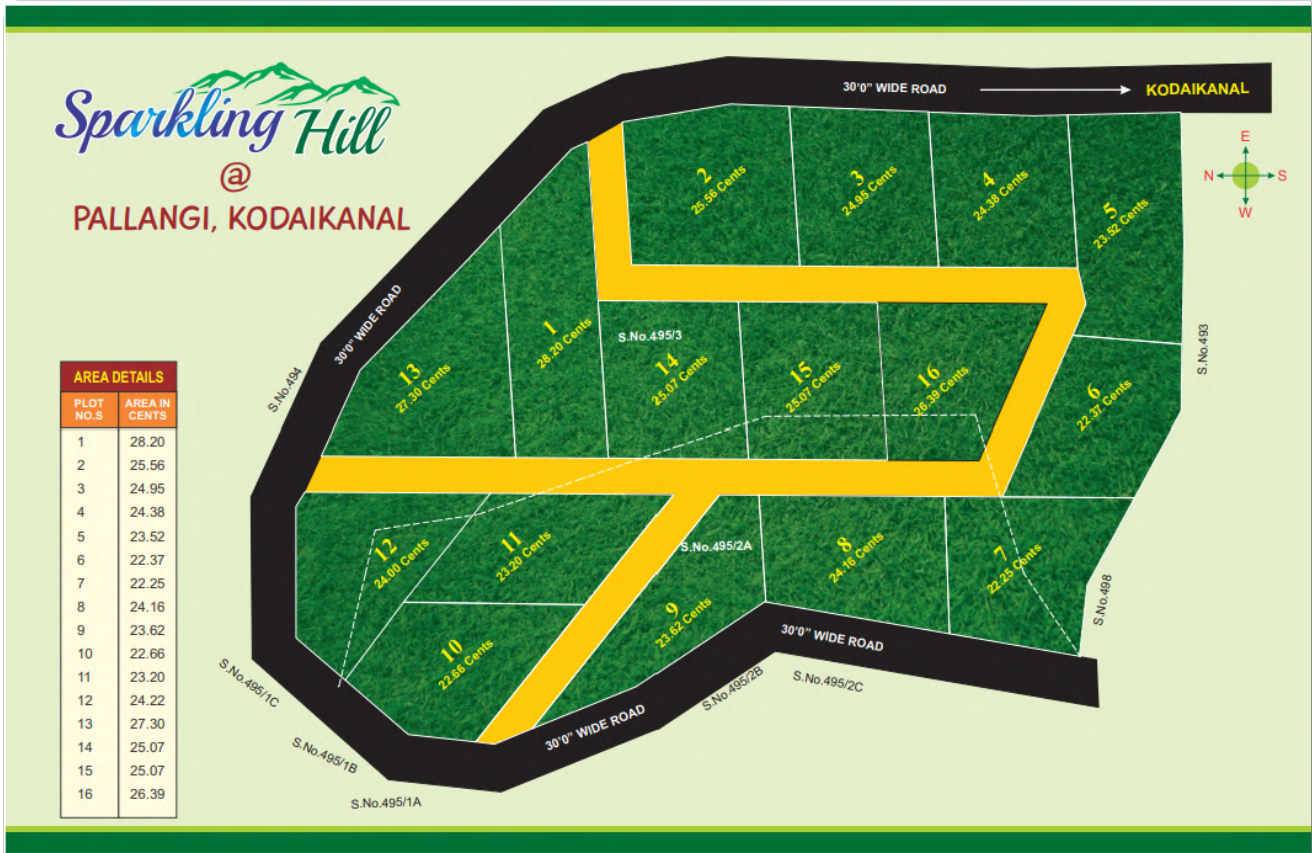 Sparkling Hill
@
PALLANGI, KODAIKANAL
30'0" WIDE ROAD
KODAIKANAL
E
N
S
W
2
25.56 Cents
3
24.95 Cents
4
24.38 Cents
5
23.52 Cents
30'0" WIDE ROAD
S.No.494
13
27.30 Cents
1
28.20 Cents
S.No.495/3
14
25.07 Cents
15
25.07 Cents
16
26.39 Cents
6
22.37 Cents
S.No.493
12
24.00 Cents
11
23.20 Cents
S.No.495/2A
8
24.16 Cents
7
22.25 Cents
S.No.498
10
22.66 Cents
9
23.62 Cents
30'0" WIDE ROAD
30'0" WIDE ROAD
S.No.495/2B
S.No.495/2C
S.No.495/1C
S.No.495/1B
S.No.495/1A
AREA DETAILS
PLOT NO.S AREA IN CENTS
1 28.20
2 25.56
3 24.95
4 24.38
5 23.52
6 22.37
7 22.25
8 24.16
9 23.62
10 22.66
11 23.20
12 24.22
13 27.30
14 25.07
15 25.07
16 26.39